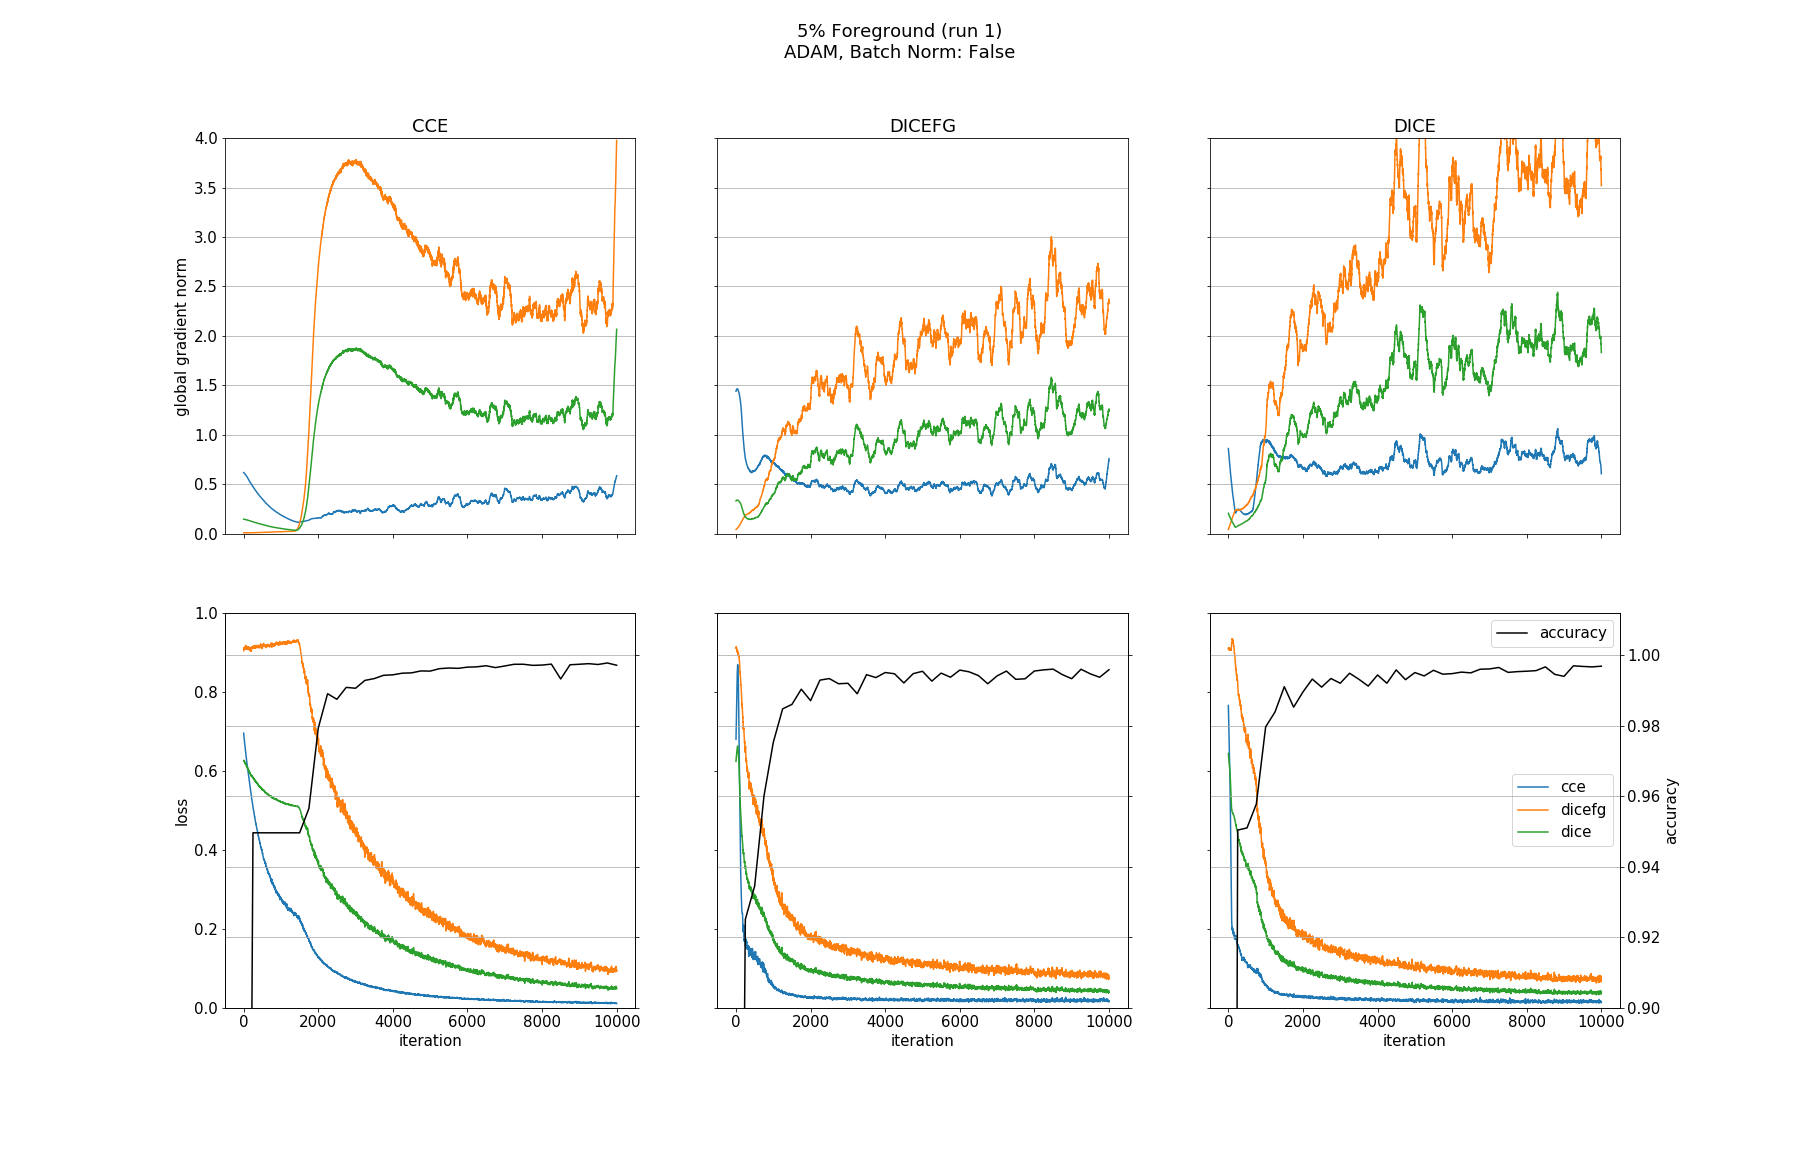 5% Foreground (run 1)
ADAM, Batch Norm: False
CCE
DICEFG
DICE
4.0
3.5
3.0
2.5
2.0
1.5
1.0
0.5
0.0
global gradient norm
1.0
0.8
0.6
0.4
0.2
0.0
loss
0 2000 4000 6000 8000 10000
iteration
0 2000 4000 6000 8000 10000
iteration
0 2000 4000 6000 8000 10000
iteration
accuracy
cce
dicefg
dice
1.00
0.98
0.96
0.94
0.92
0.90
accuracy